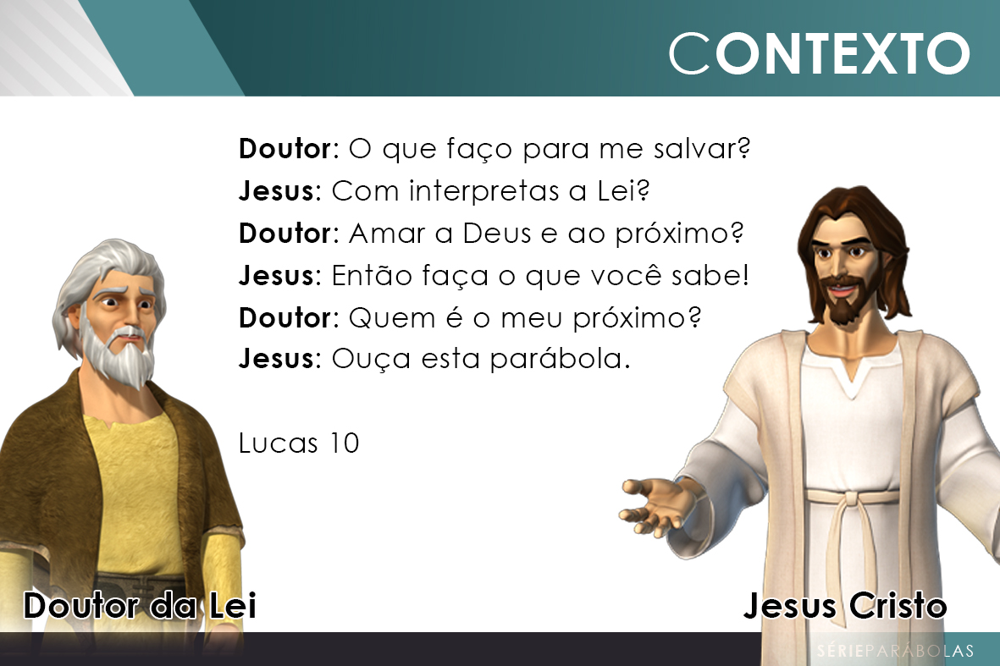 CONTEXTO
Doutor: O que faço para me salvar?
Jesus: Com interpretas a Lei?
Doutor: Amar a Deus e ao próximo?
Jesus: Então faça o que você sabe!
Doutor: Quem é o meu próximo?
Jesus: Ouça esta parábola.
Lucas 10
Doutor da Lei
Jesus Cristo
SÉRIEPARÁBOLAS